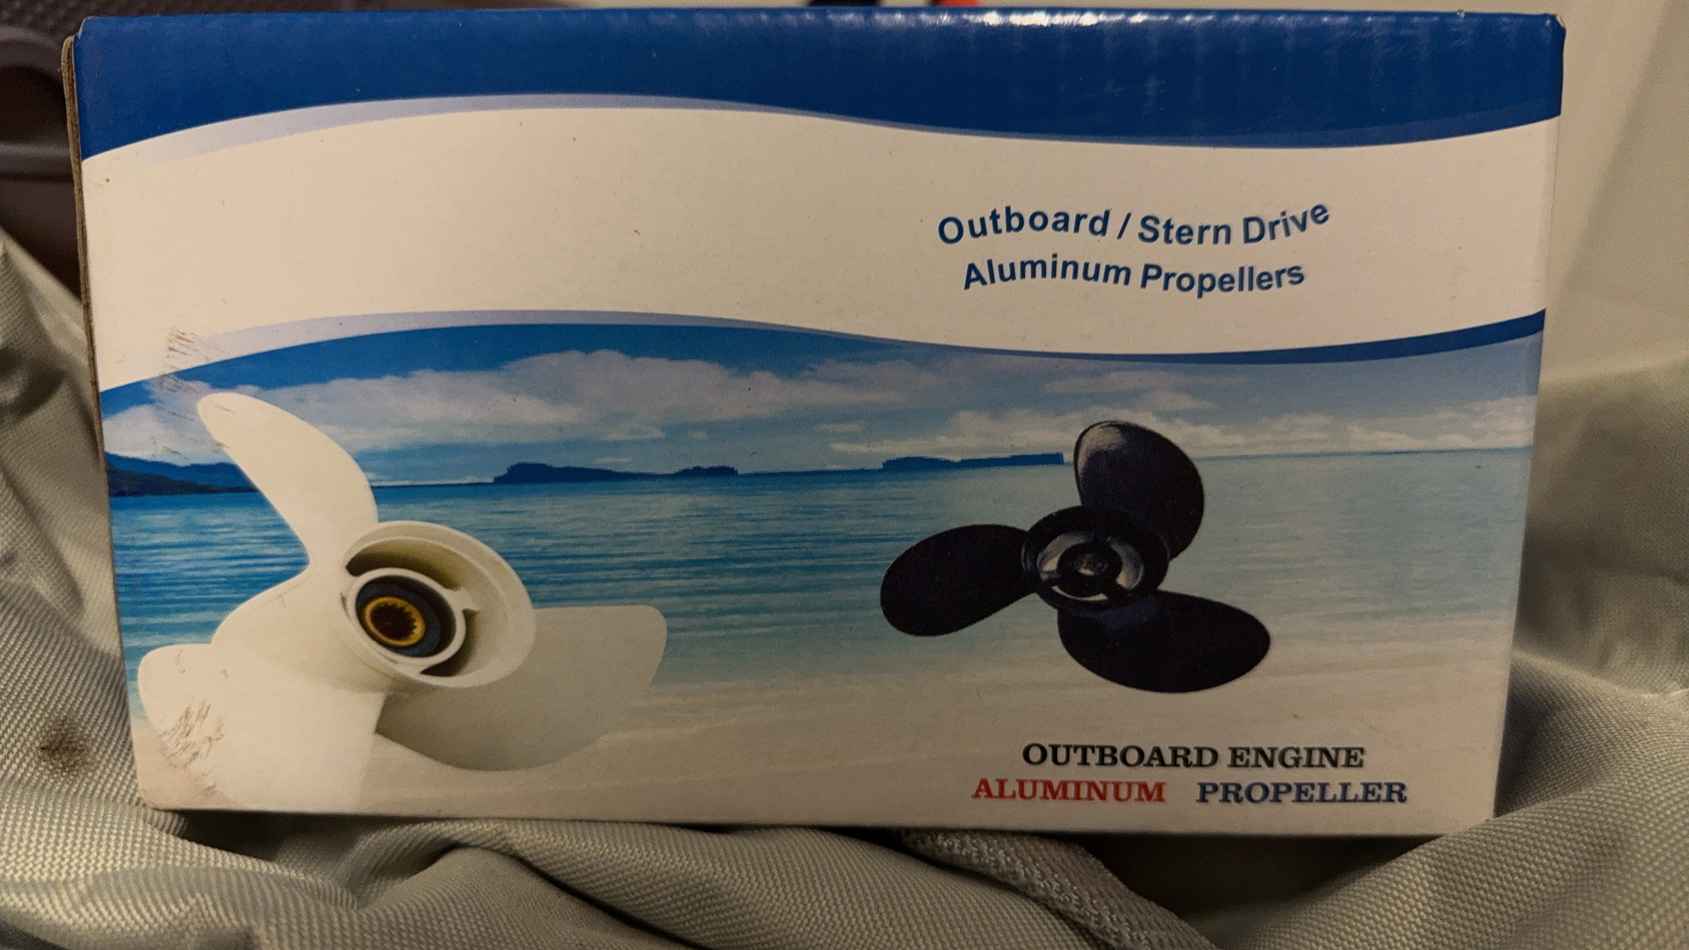 Outboard / Stern Drive
Aluminum Propellers
OUTBOARD ENGINE
ALUMINUM PROPELLER